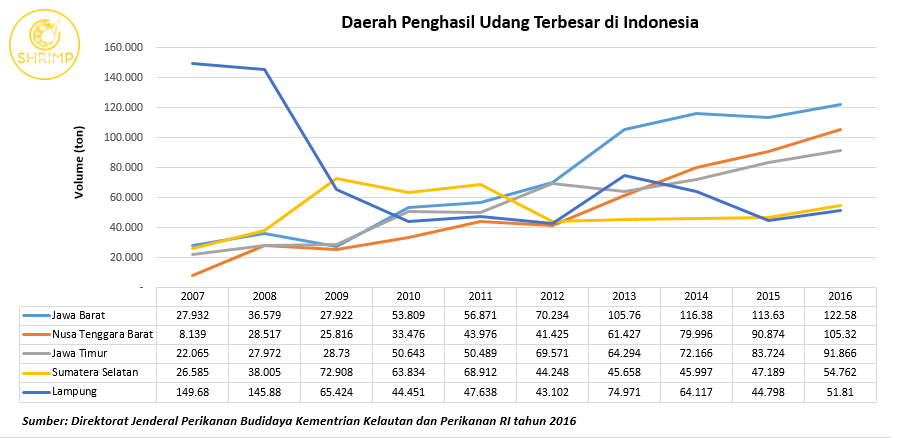 Daerah Penghasil Udang Terbesar di Indonesia
SHRIMP
Volume (ton)
160.000
140.000
120.000
100.000
80.000
60.000
40.000
20.000
-
2007 2008 2009 2010 2011 2012 2013 2014 2015 2016
Jawa Barat 27.932 36.579 27.922 53.809 56.871 70.234 105.76 116.38 113.63 122.58
Nusa Tenggara Barat 8.139 28.517 25.816 33.476 43.976 41.425 61.427 79.996 90.874 105.32
Jawa Timur 22.065 27.972 28.73 50.643 50.489 69.571 64.294 72.166 83.724 91.866
Sumatera Selatan 26.585 38.005 72.908 63.834 68.912 44.248 45.658 45.997 47.189 54.762
Lampung 149.68 145.88 65.424 44.451 47.638 43.102 74.971 64.117 44.798 51.81
Sumber: Direktorat Jenderal Perikanan Budidaya Kementrian Kelautan dan Perikanan RI tahun 2016